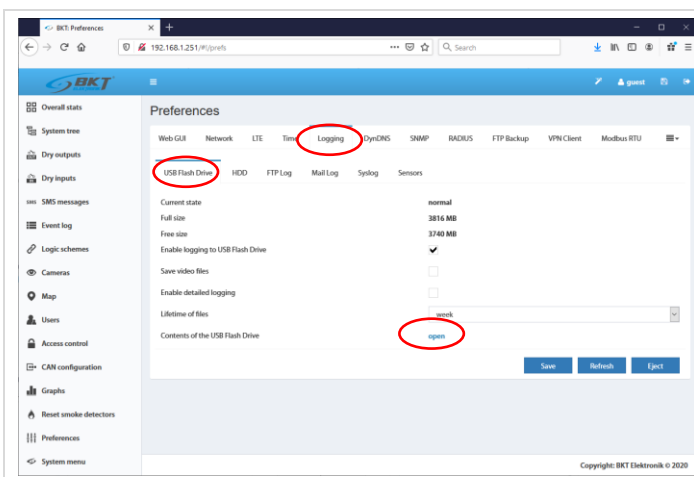 BKT: Preferences
192.168.1.251/#!/prefs
Search
BKT
ELEKTRONIK
guest
Overall stats
System tree
Dry outputs
Dry inputs
SMS messages
Event log
Logic schemes
Cameras
Map
Users
Access control
CAN configuration
Graphs
Reset smoke detectors
Preferences
System menu
Preferences
Web GUI Network LTE Time Logging DynDNS SNMP RADIUS FTP Backup VPN Client Modbus RTU
USB Flash Drive HDD FTP Log Mail Log Syslog Sensors
Current state normal
Full size 3816 MB
Free size 3740 MB
Enable logging to USB Flash Drive
Save video files
Enable detailed logging
Lifetime of files week
Contents of the USB Flash Drive open
Save Refresh Eject
Copyright: BKT Elektronik © 2020